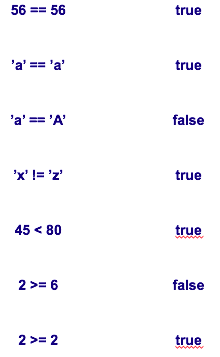 56 == 56 true
’a’ == ’a’ true
’a’ == ’A’ false
’x’ != ’z’ true
45 < 80 true
2 >= 6 false
2 >= 2 true